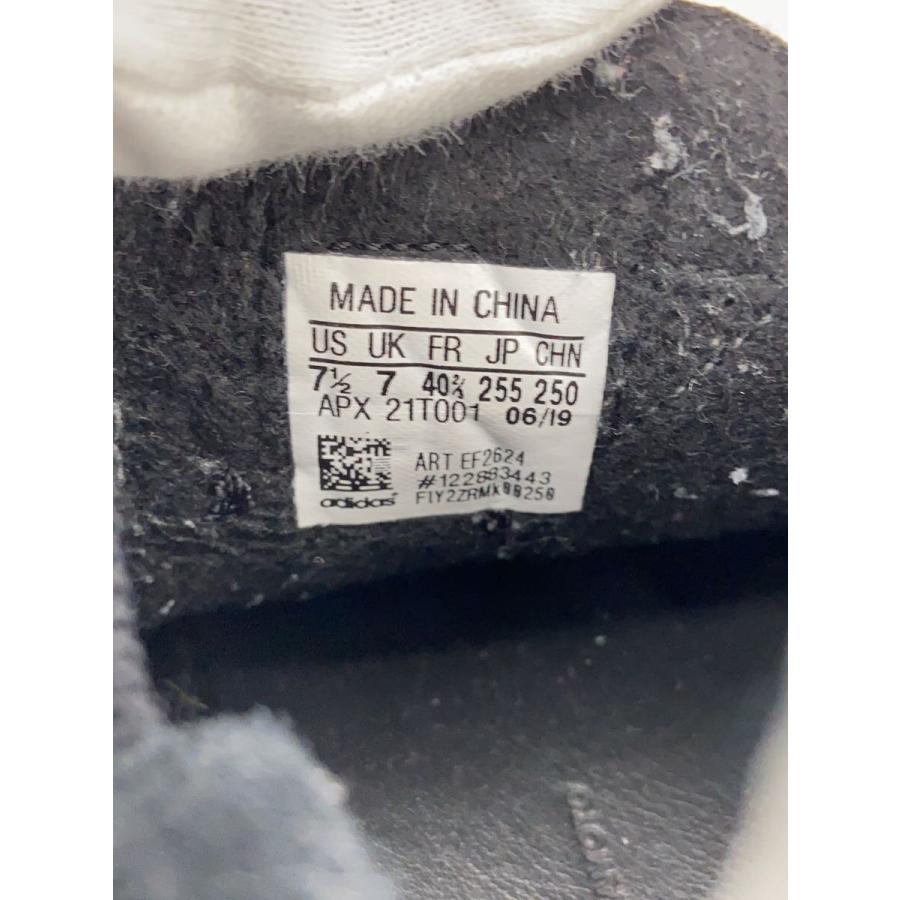 MADE IN CHINA
US UK FR JP CHN
7½ 7 40⅔ 255 250
APX 21T001 06/19
ART EF2624
#122883443
adidas